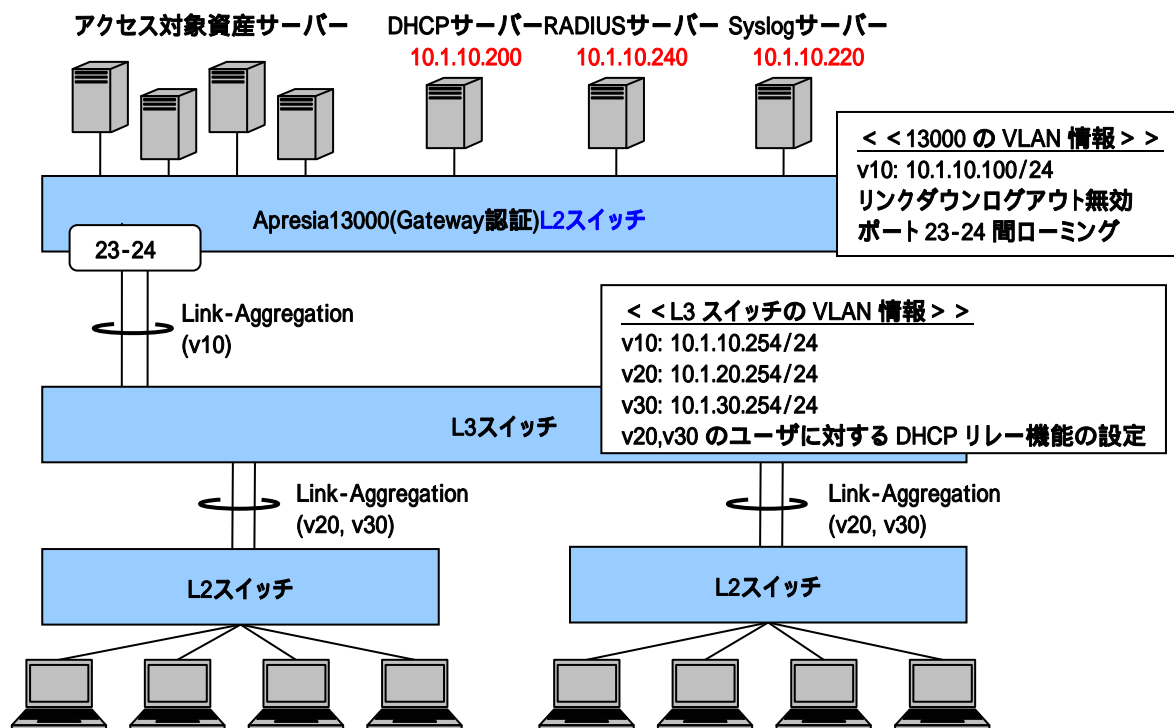 アクセス対象資産サーバー
DHCPサーバー
RADIUSサーバー
Syslogサーバー
10.1.10.200
10.1.10.240
10.1.10.220
＜＜13000 の VLAN 情報＞＞
v10: 10.1.10.100/24
リンクダウンログアウト無効
ポート 23-24 間ローミング
Apresia13000(Gateway認証)L2スイッチ
23-24
Link-Aggregation
(v10)
＜＜L3 スイッチの VLAN 情報＞＞
v10: 10.1.10.254/24
v20: 10.1.20.254/24
v30: 10.1.30.254/24
v20,v30 のユーザに対する DHCP リレー機能の設定
L3スイッチ
Link-Aggregation
(v20, v30)
Link-Aggregation
(v20, v30)
L2スイッチ
L2スイッチ